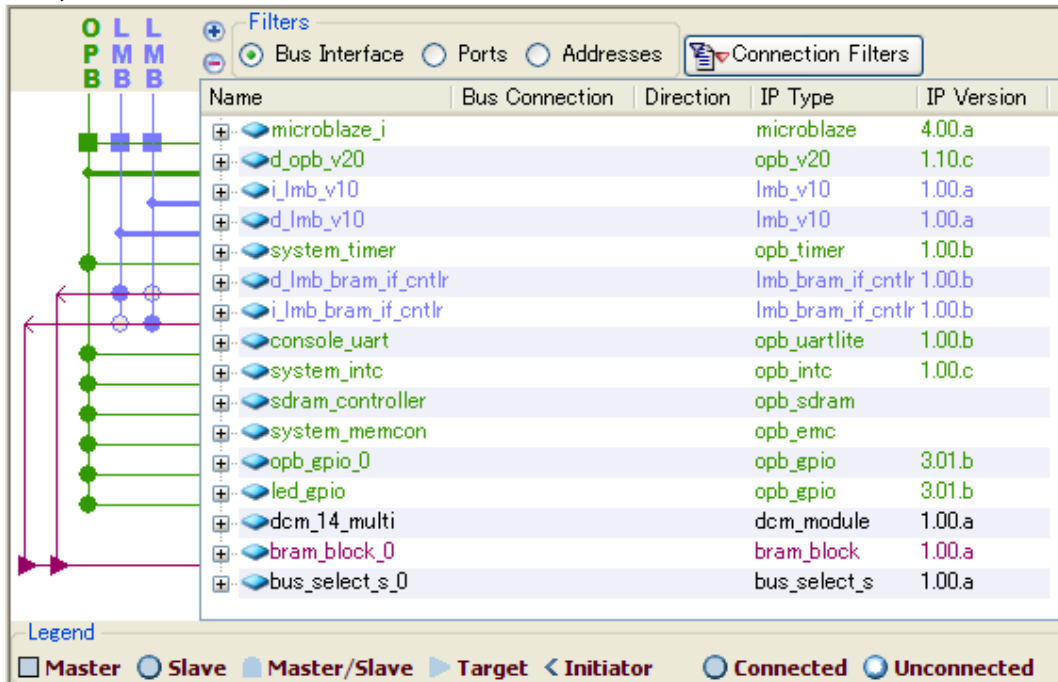 OPB LMB LMB
Filters
Bus Interface Ports Addresses Connection Filters
Name Bus Connection Direction IP Type IP Version
microblaze_i microblaze 4.00.a
d_opb_v20 opb_v20 1.10.c
i_lmb_v10 lmb_v10 1.00.a
d_lmb_v10 lmb_v10 1.00.a
system_timer opb_timer 1.00.b
d_lmb_bram_if_cntlr lmb_bram_if_cntlr 1.00.b
i_lmb_bram_if_cntlr lmb_bram_if_cntlr 1.00.b
console_uart opb_uartlite 1.00.b
system_intc opb_intc 1.00.c
sdram_controller opb_sdram
system_memcon opb_emc
opb_gpio_0 opb_gpio 3.01.b
led_gpio opb_gpio 3.01.b
dcm_14_multi dcm_module 1.00.a
bram_block_0 bram_block 1.00.a
bus_select_s_0 bus_select_s 1.00.a
Legend
Master Slave Master/Slave Target Initiator Connected Unconnected